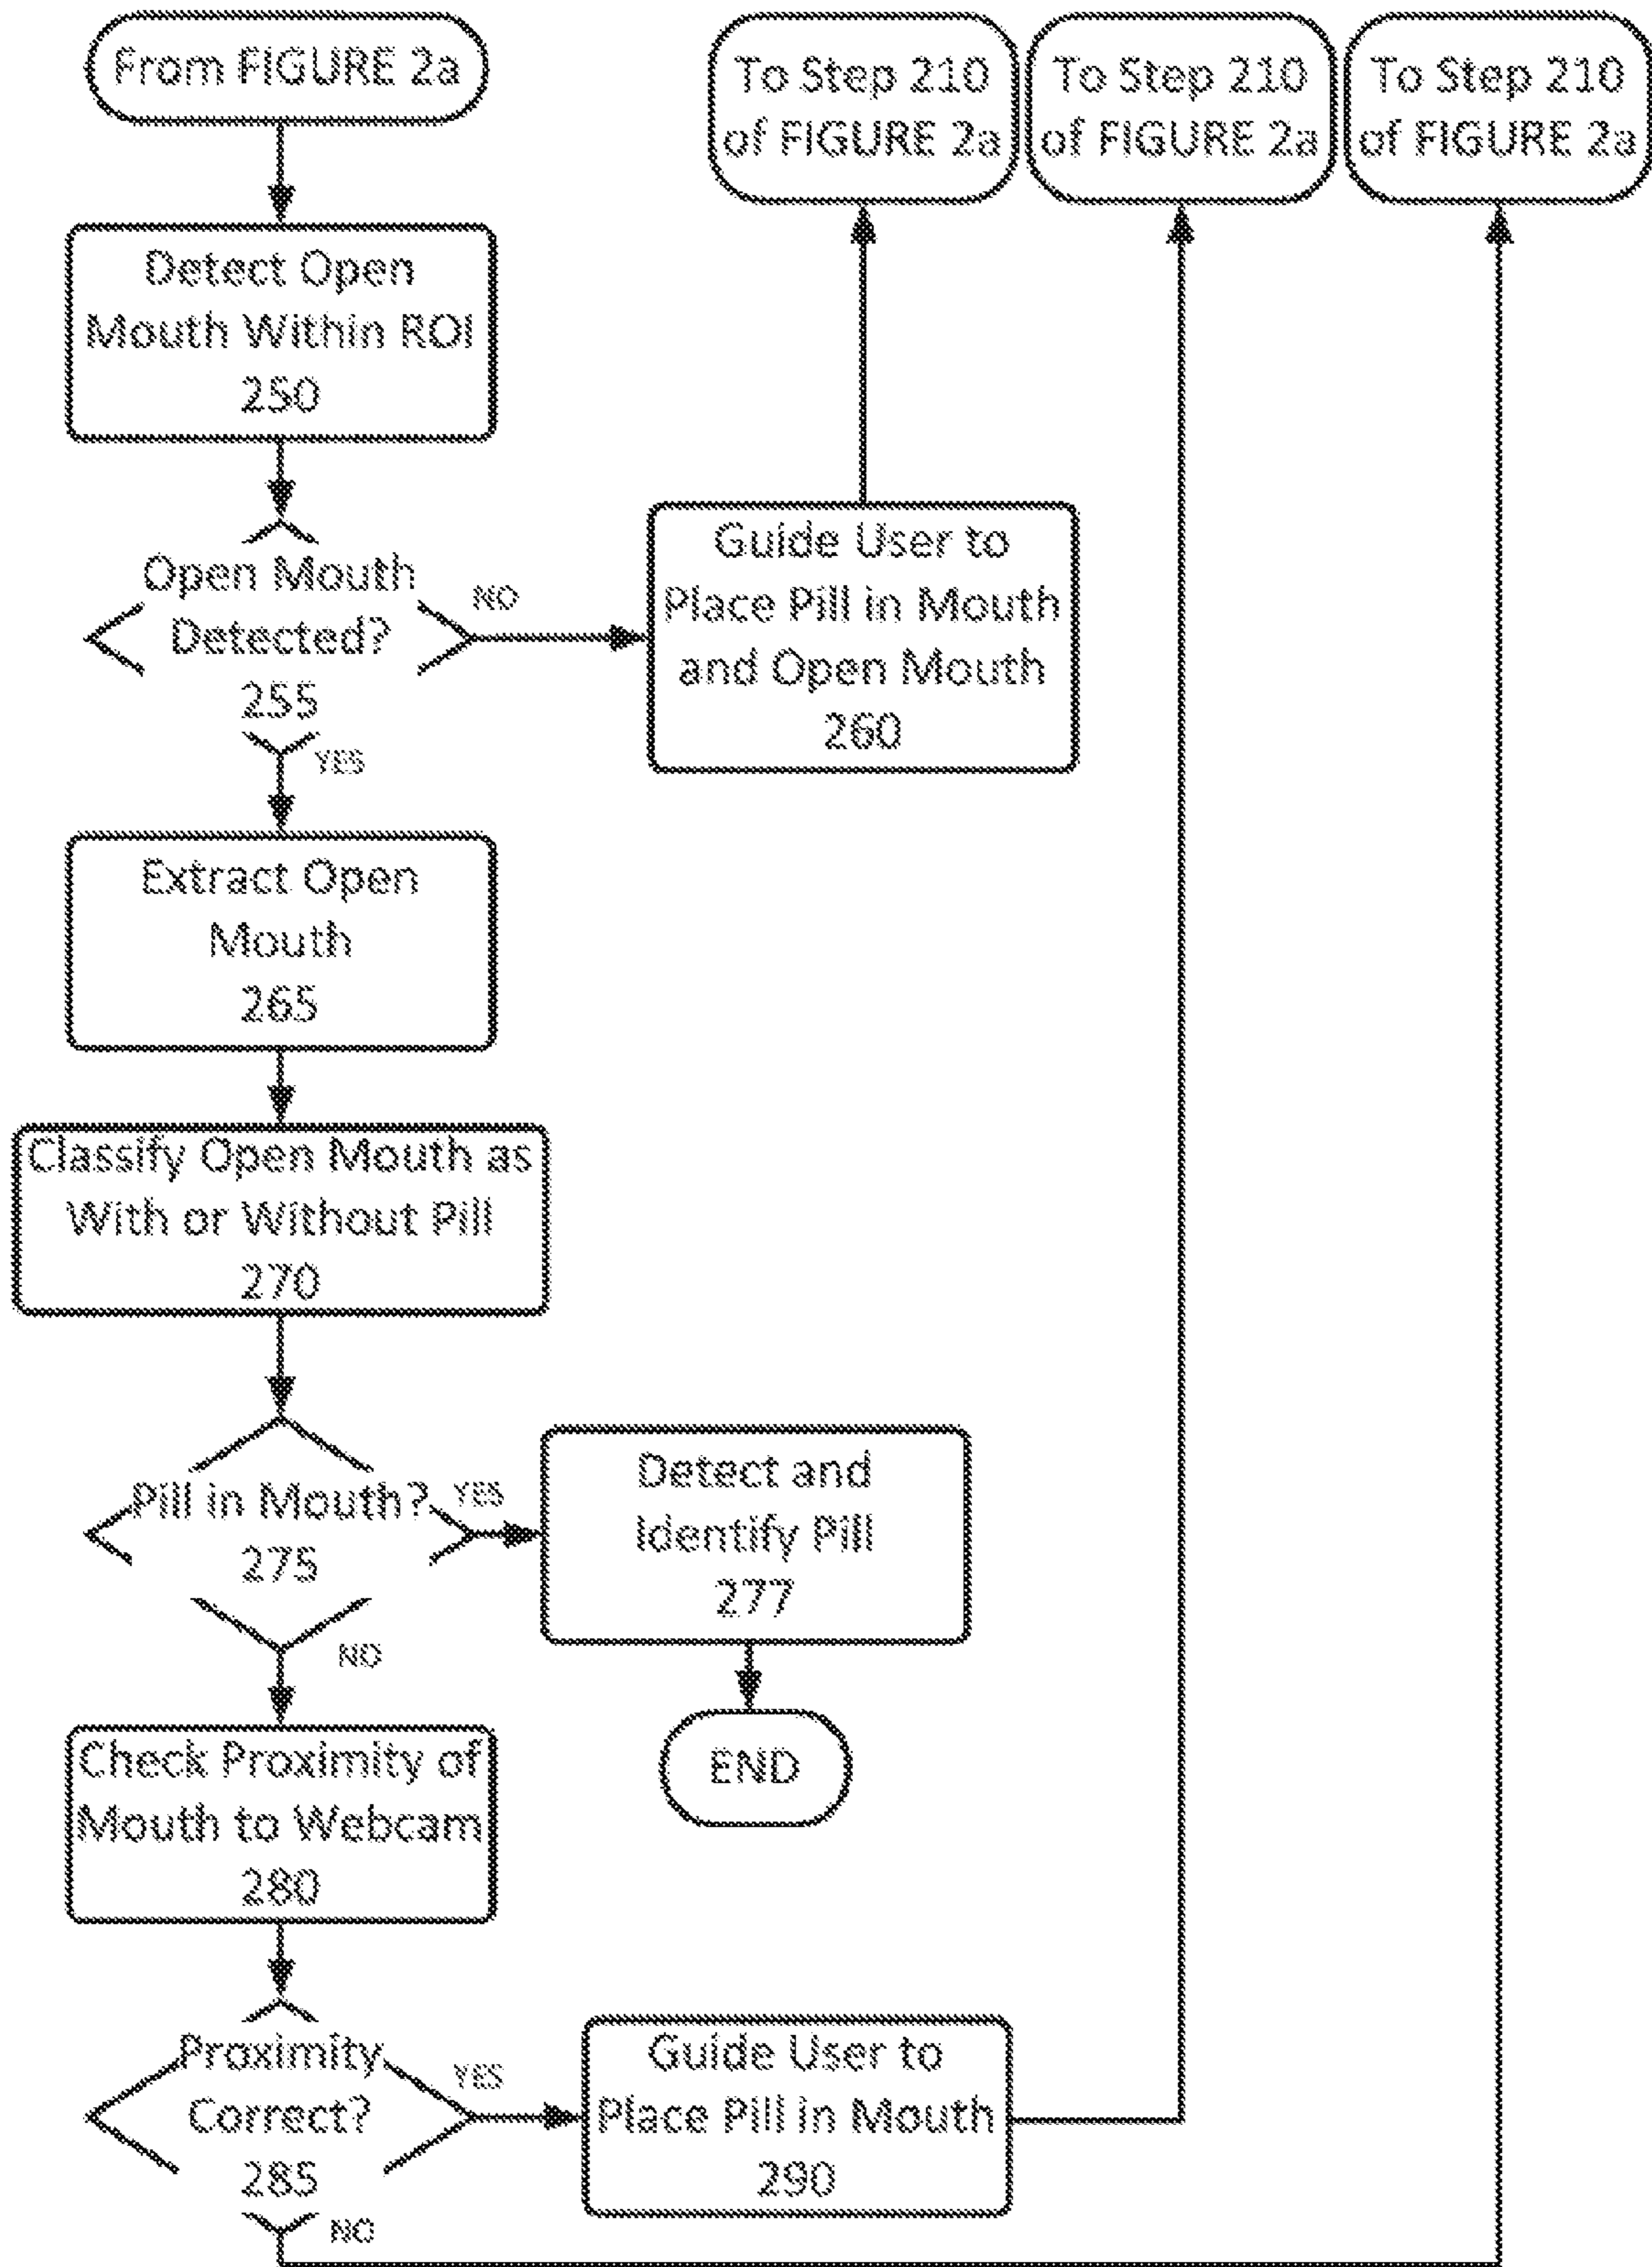 From FIGURE 2a
To Step 210
of FIGURE 2a
To Step 210
of FIGURE 2a
To Step 210
of FIGURE 2a
Detect Open
Mouth Within ROI
250
Open Mouth
Detected?
255
NO
YES
Guide User to
Place Pill in Mouth
and Open Mouth
260
Extract Open
Mouth
265
Classify Open Mouth as
With or Without Pill
270
Pill in Mouth?
275
YES
NO
Detect and
Identify Pill
277
END
Check Proximity of
Mouth to Webcam
280
Proximity
Correct?
285
YES
NO
Guide User to
Place Pill in Mouth
290